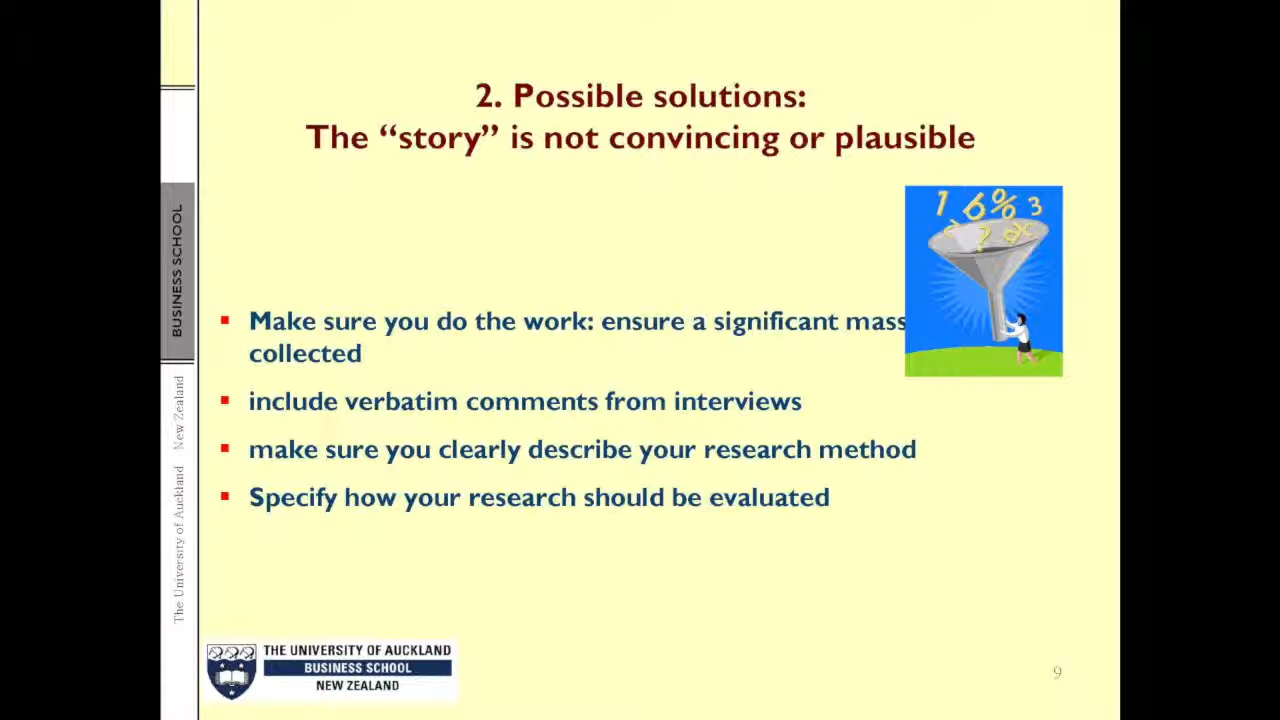 2. Possible solutions:
The “story” is not convincing or plausible
1 6% 3
?
Make sure you do the work: ensure a significant mass
collected
include verbatim comments from interviews
make sure you clearly describe your research method
Specify how your research should be evaluated
BUSINESS SCHOOL
The University of Auckland New Zealand
THE UNIVERSITY OF AUCKLAND
BUSINESS SCHOOL
NEW ZEALAND
9